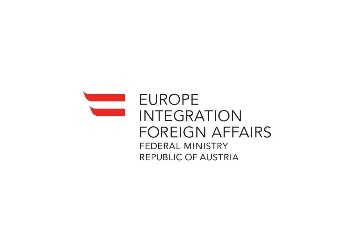 EUROPE
INTEGRATION
FOREIGN AFFAIRS
FEDERAL MINISTRY
REPUBLIC OF AUSTRIA